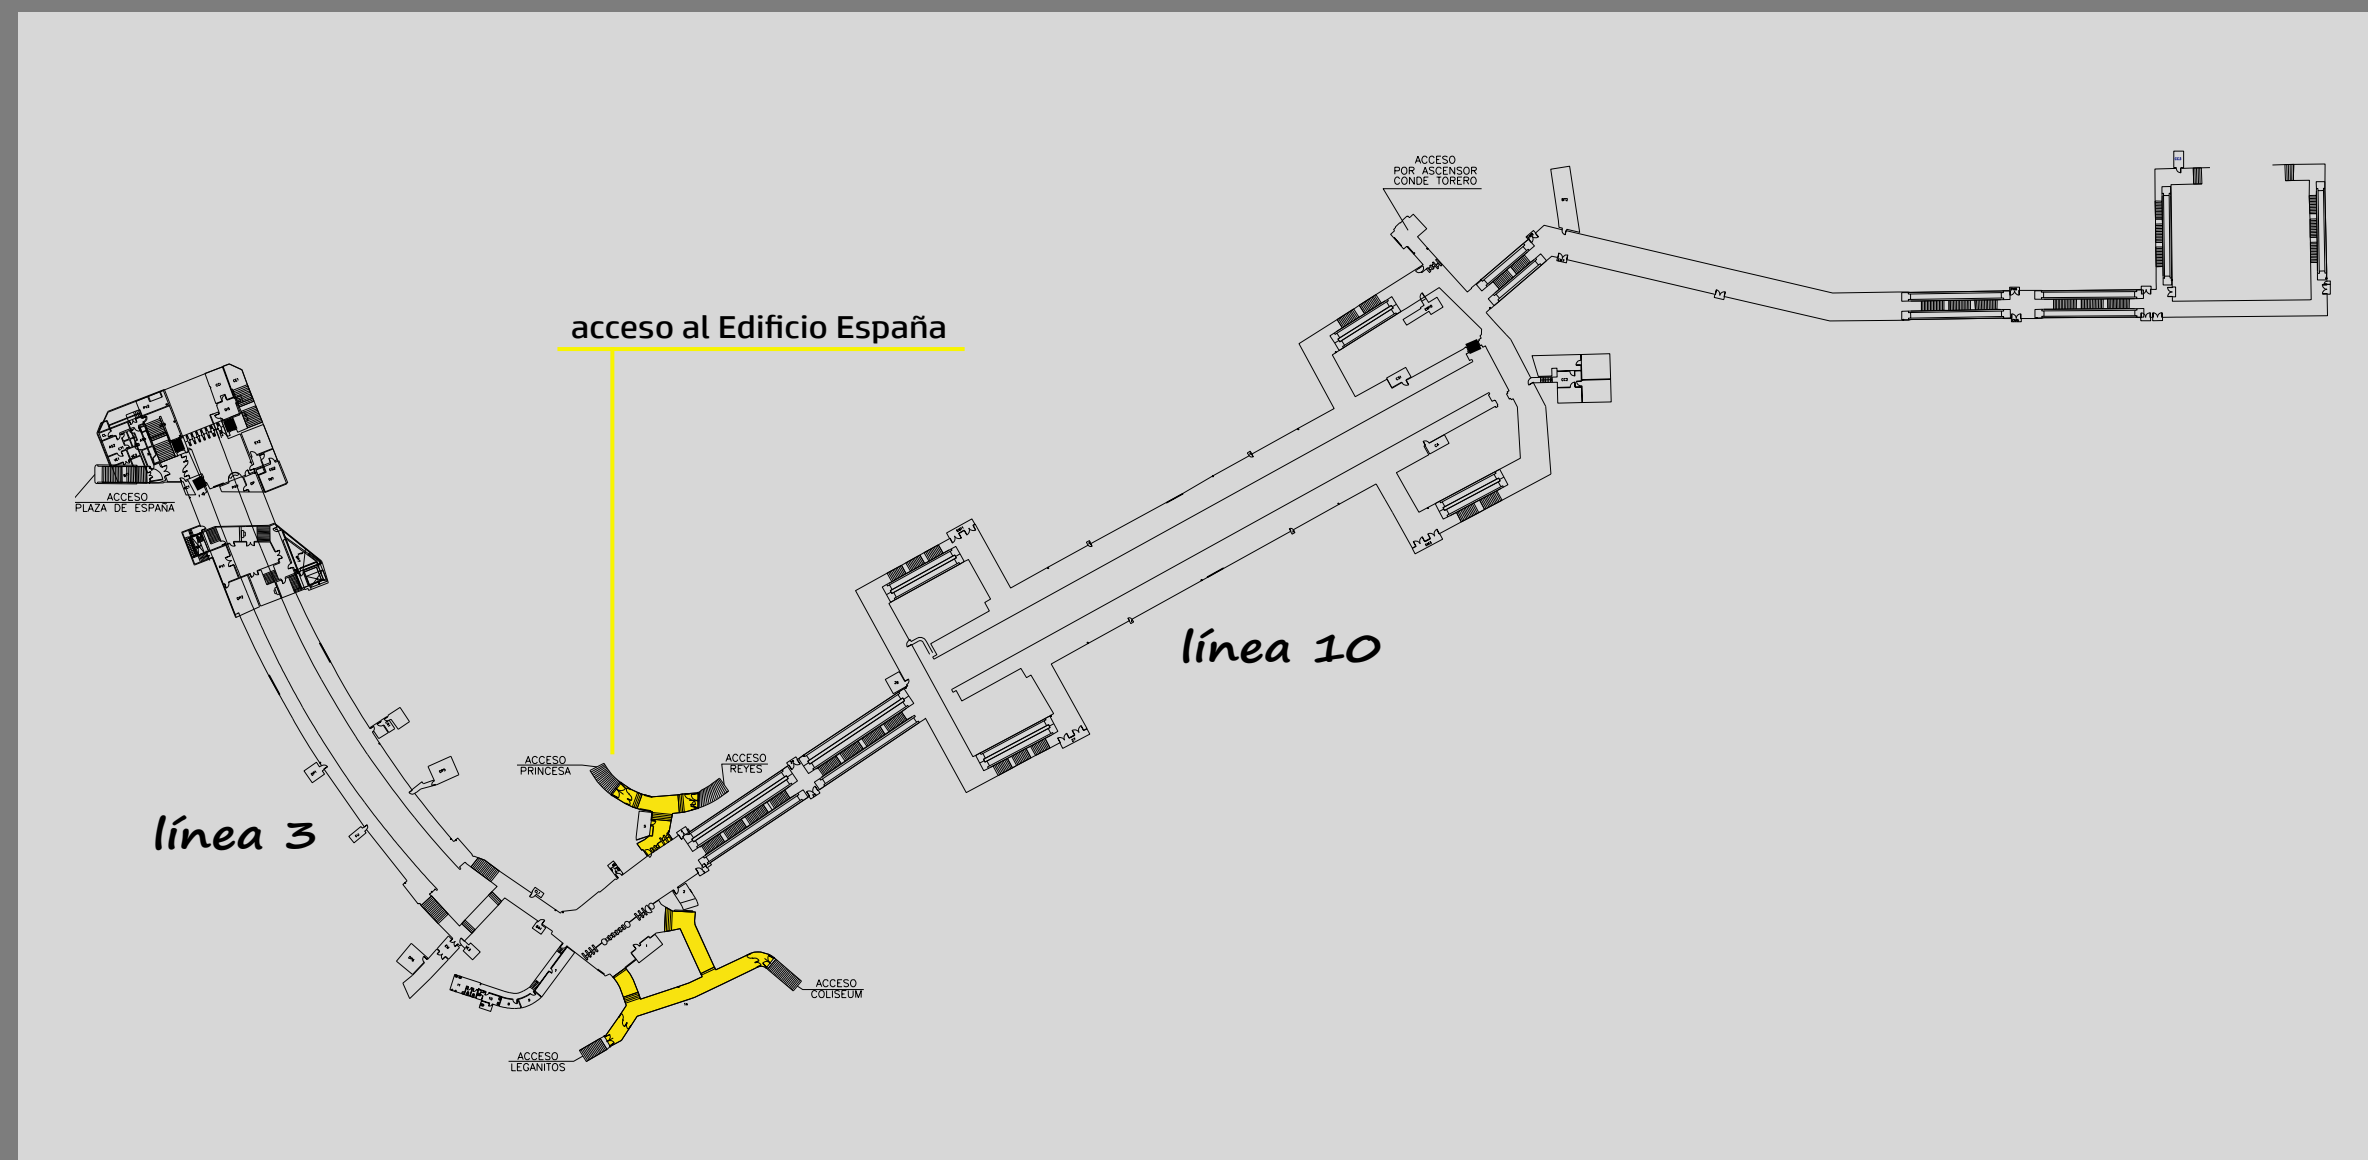 ACCESO
POR ASCENSOR
CONDE TORERO
acceso al Edificio España
ACCESO
PLAZA DE ESPAÑA
línea 10
ACCESO
PRINCESA
ACCESO
REYES
línea 3
ACCESO
COLISEUM
ACCESO
LEGANITOS